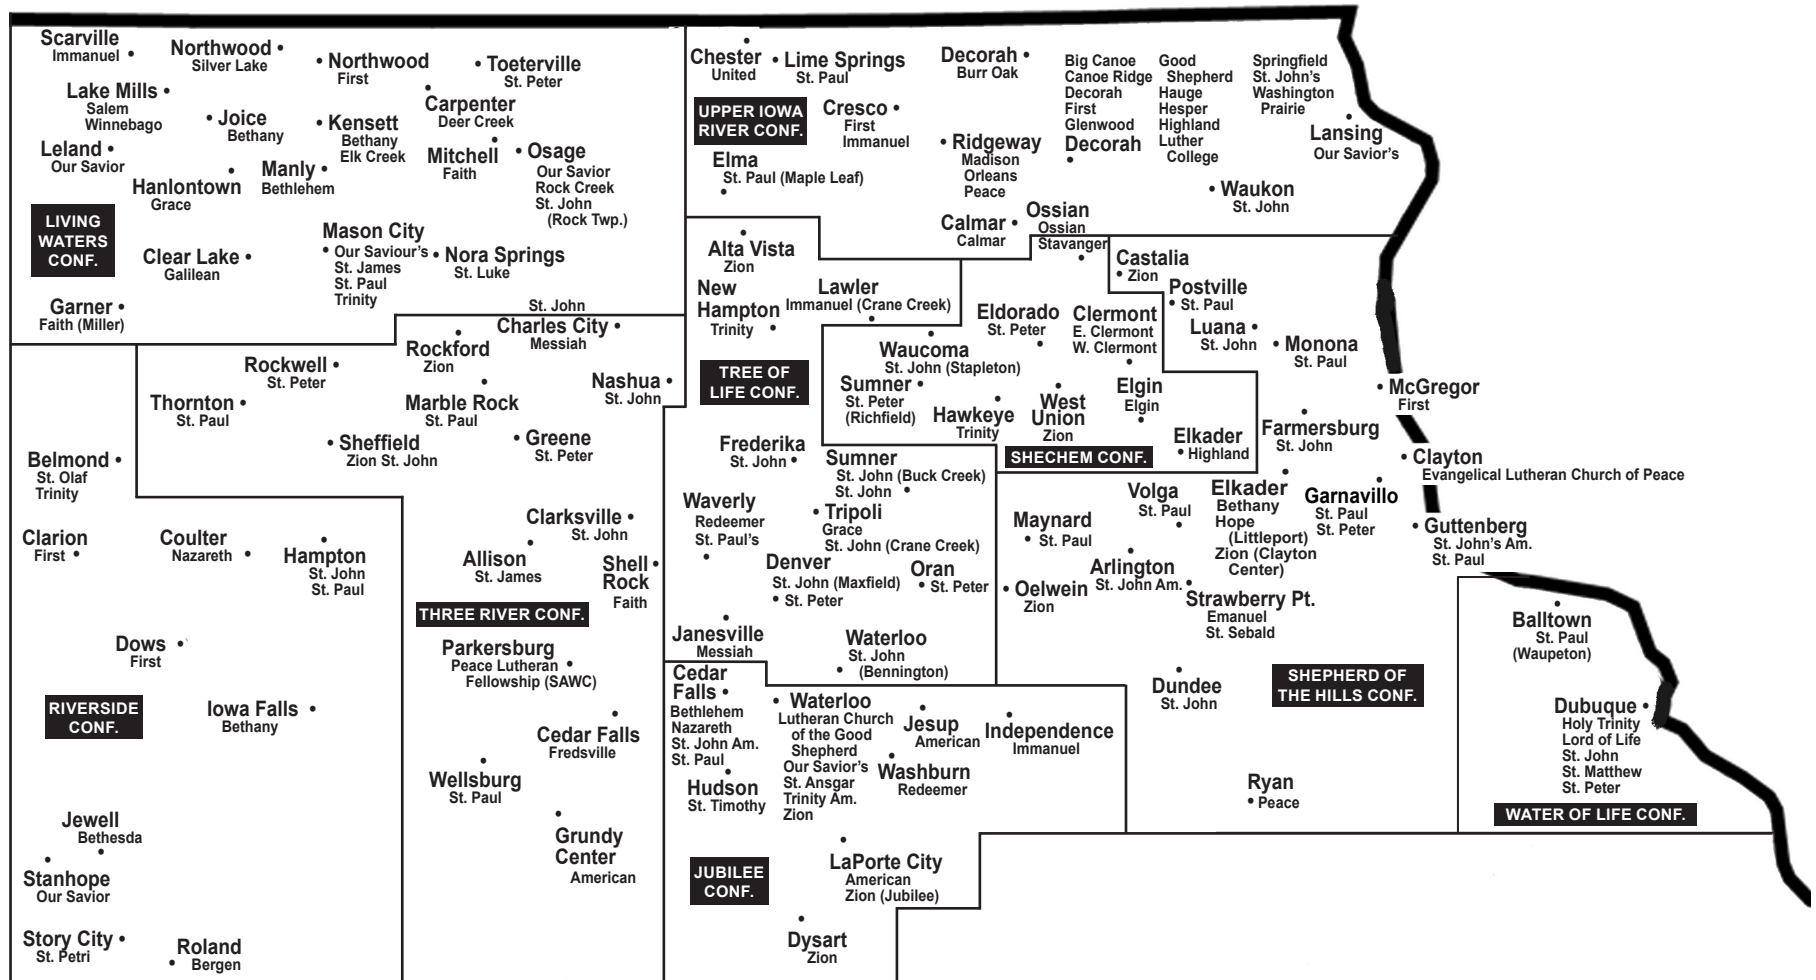 Scarville
Immanuel
Northwood
Silver Lake
Northwood
First
Toeterville
St. Peter
Lake Mills
Salem
Winnebago
Joice
Bethany
Kensett
Bethany
Elk Creek
Carpenter
Deer Creek
Mitchell
Faith
Osage
Our Savior
Rock Creek
St. John
(Rock Twp.)
Leland
Our Savior
Hanlontown
Grace
Manly
Bethlehem
LIVING
WATERS
CONF.
Clear Lake
Galilean
Mason City
Our Saviour's
St. James
St. Paul
Trinity
Nora Springs
St. Luke
Garner
Faith (Miller)
St. John
Charles City
Messiah
Chester
United
Lime Springs
St. Paul
Decorah
Burr Oak
Big Canoe
Canoe Ridge
Decorah
First
Glenwood
Decorah
Good
Shepherd
Hauge
Hesper
Highland
Luther
College
Springfield
St. John's
Washington
Prairie
Lansing
Our Savior's
UPPER IOWA
RIVER CONF.
Cresco
First
Immanuel
Ridgeway
Madison
Orleans
Peace
Elma
St. Paul (Maple Leaf)
Waukon
St. John
Calmar
Calmar
Ossian
Ossian
Stavanger
Alta Vista
Zion
New
Hampton
Trinity
Lawler
Immanuel (Crane Creek)
Castalia
Zion
Postville
St. Paul
Luana
St. John
Monona
St. Paul
McGregor
First
Eldorado
St. Peter
Clermont
E. Clermont
W. Clermont
Waucoma
St. John (Stapleton)
Sumner
St. Peter
(Richfield)
Hawkeye
Trinity
West
Union
Zion
Elgin
Elgin
Elkader
Highland
SHECHEM CONF.
TREE OF
LIFE CONF.
Rockwell
St. Peter
Rockford
Zion
Nashua
St. John
Thornton
St. Paul
Marble Rock
St. Paul
Sheffield
Zion St. John
Greene
St. Peter
Belmond
St. Olaf
Trinity
Clarion
First
Coulter
Nazareth
Hampton
St. John
St. Paul
Clarksville
St. John
Allison
St. James
Shell
Rock
Faith
THREE RIVER CONF.
Frederika
St. John
Sumner
St. John (Buck Creek)
St. John
Waverly
Redeemer
St. Paul's
Tripoli
Grace
St. John (Crane Creek)
Denver
St. John (Maxfield)
St. Peter
Oran
St. Peter
Janesville
Messiah
Waterloo
St. John
(Bennington)
Farmersburg
St. John
Clayton
Evangelical Lutheran Church of Peace
Volga
St. Paul
Elkader
Bethany
Hope
(Littleport)
Zion (Clayton
Center)
Garnavillo
St. Paul
St. Peter
Guttenberg
St. John's Am.
St. Paul
Maynard
St. Paul
Arlington
St. John Am.
Oelwein
Zion
Strawberry Pt.
Emanuel
St. Sebald
Dundee
St. John
SHEPHERD OF
THE HILLS CONF.
Ryan
Peace
Balltown
St. Paul
(Waupeton)
Dubuque
Holy Trinity
Lord of Life
St. John
St. Matthew
St. Peter
WATER OF LIFE CONF.
Dows
First
RIVERSIDE
CONF.
Iowa Falls
Bethany
Jewell
Bethesda
Stanhope
Our Savior
Story City
St. Petri
Roland
Bergen
Parkersburg
Peace Lutheran
Fellowship (SAWC)
Cedar Falls
Fredsville
Wellsburg
St. Paul
Grundy
Center
American
Cedar
Falls
Bethlehem
Nazareth
St. John Am.
St. Paul
Hudson
St. Timothy
Waterloo
Lutheran Church
of the Good
Shepherd
Our Savior's
St. Ansgar
Trinity Am.
Zion
Jesup
American
Independence
Immanuel
Washburn
Redeemer
JUBILEE
CONF.
LaPorte City
American
Zion (Jubilee)
Dysart
Zion